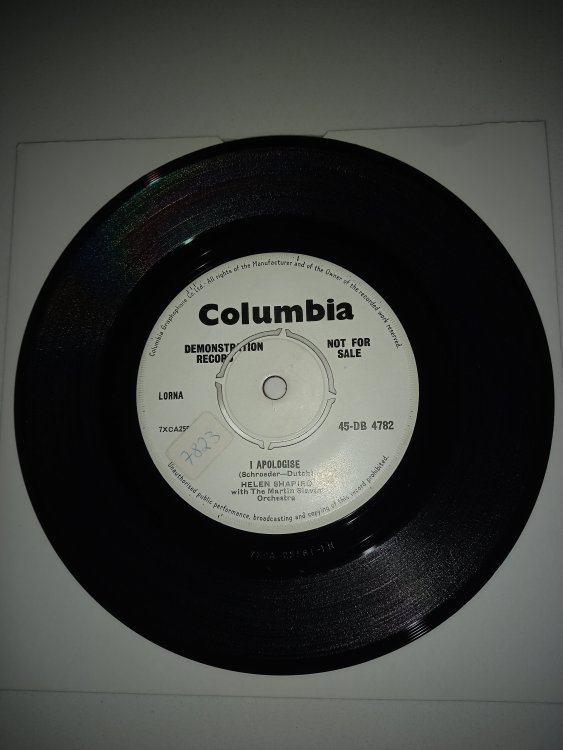 Columbia Graphophone Co. Ltd. All rights of the Manufacturer and of the Owner of the recorded work reserved.
Columbia
DEMONSTRATION
RECORD
NOT FOR
SALE
LORNA
7XCA255
45-DB 4782
7823
I APOLOGISE
(Schroeder—Dutch)
HELEN SHAPIRO
with The Martin Slavin
Orchestra
Unauthorised public performance, broadcasting and copying of this record prohibited.